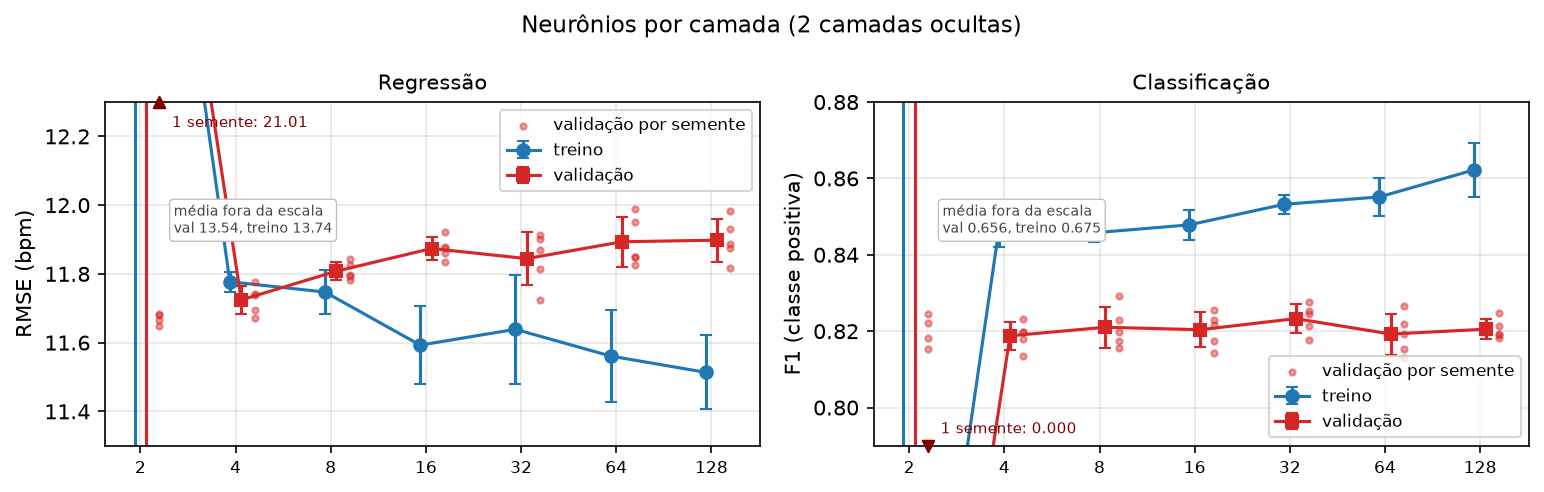 Neurônios por camada (2 camadas ocultas)
Regressão
RMSE (bpm)
12.2
12.0
11.8
11.6
11.4
1 semente: 21.01
média fora da escala
val 13.54, treino 13.74
validação por semente
treino
validação
2
4
8
16
32
64
128
Classificação
F1 (classe positiva)
0.88
0.86
0.84
0.82
0.80
média fora da escala
val 0.656, treino 0.675
1 semente: 0.000
validação por semente
treino
validação
2
4
8
16
32
64
128